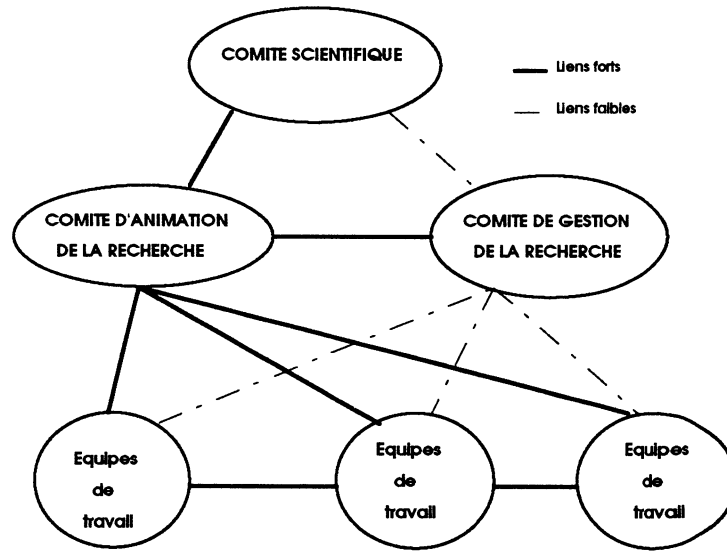 COMITE SCIENTIFIQUE
Liens forts
Liens faibles
COMITE D'ANIMATION
DE LA RECHERCHE
COMITE DE GESTION
DE LA RECHERCHE
Equipes
de
travail
Equipes
de
travail
Equipes
de
travail